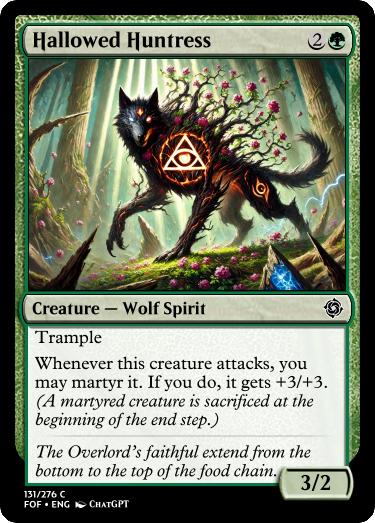 Hallowed Huntress 2
Creature — Wolf Spirit
Trample
Whenever this creature attacks, you
may martyr it. If you do, it gets +3/+3.
(A martyred creature is sacrificed at the
beginning of the end step.)
The Overlord's faithful extend from the
bottom to the top of the food chain.
3/2
131/276 C
FOF • ENG ChatGPT